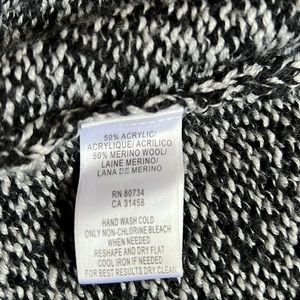 50% ACRYLIC/
ACRYLIQUE/ ACRILICO
50% MERINO WOOL/
LAINE MERINO/
LANA DE MERINO
RN 80734
CA 31458
HAND WASH COLD
ONLY NON-CHLORINE BLEACH
WHEN NEEDED
RESHAPE AND DRY FLAT
COOL IRON IF NEEDED
FOR BEST RESULTS DRY CLEAN